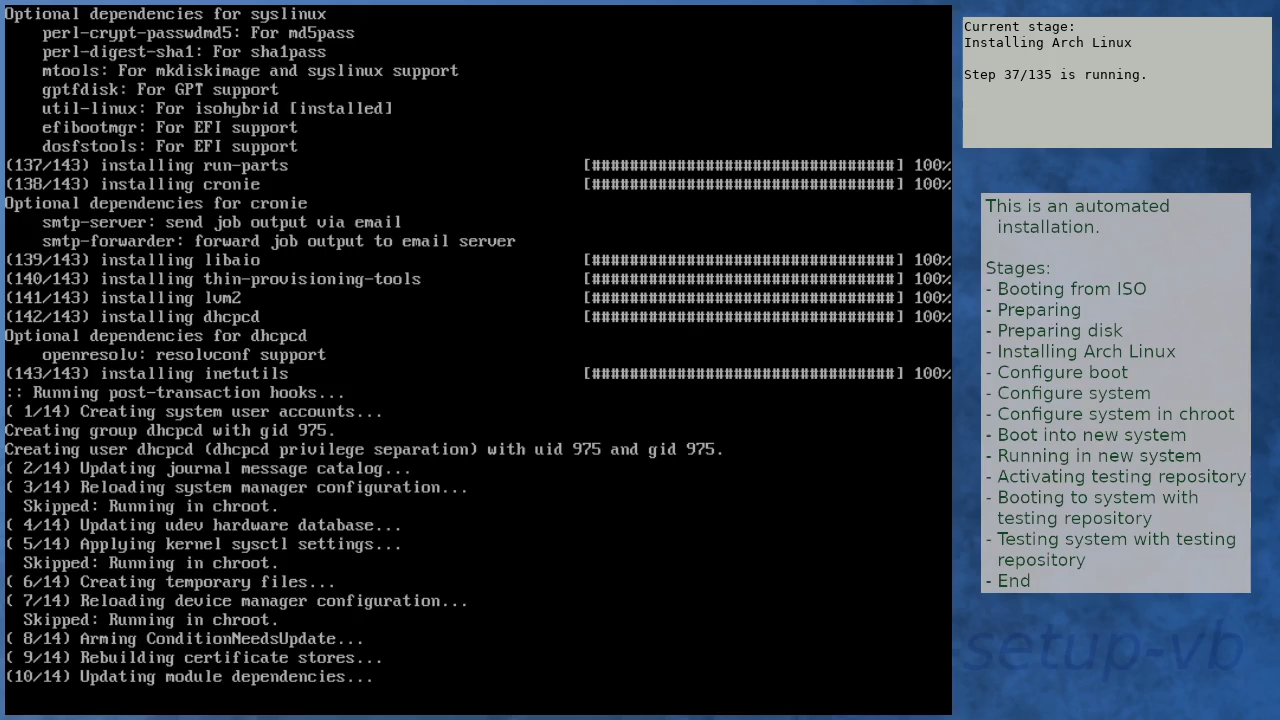 Optional dependencies for syslinux
perl-crypt-passwdmd5: For md5pass
perl-digest-sha1: For sha1pass
mtools: For mkdiskimage and syslinux support
gptfdisk: For GPT support
util-linux: For isohybrid [installed]
efibootmgr: For EFI support
dosfstools: For EFI support
(137/143) installing run-parts [################################] 100%
(138/143) installing cronie [################################] 100%
Optional dependencies for cronie
smtp-server: send job output via email
smtp-forwarder: forward job output to email server
(139/143) installing libaio [################################] 100%
(140/143) installing thin-provisioning-tools [################################] 100%
(141/143) installing lvm2 [################################] 100%
(142/143) installing dhcpcd [################################] 100%
Optional dependencies for dhcpcd
openresolv: resolvconf support
(143/143) installing inetutils [################################] 100%
:: Running post-transaction hooks...
( 1/14) Creating system user accounts...
Creating group dhcpcd with gid 975.
Creating user dhcpcd (dhcpcd privilege separation) with uid 975 and gid 975.
( 2/14) Updating journal message catalog...
( 3/14) Reloading system manager configuration...
Skipped: Running in chroot.
( 4/14) Updating udev hardware database...
( 5/14) Applying kernel sysctl settings...
Skipped: Running in chroot.
( 6/14) Creating temporary files...
( 7/14) Reloading device manager configuration...
Skipped: Running in chroot.
( 8/14) Arming ConditionNeedsUpdate...
( 9/14) Rebuilding certificate stores...
(10/14) Updating module dependencies...
Current stage:
Installing Arch Linux
Step 37/135 is running.
This is an automated
installation.
Stages:
- Booting from ISO
- Preparing
- Preparing disk
- Installing Arch Linux
- Configure boot
- Configure system
- Configure system in chroot
- Boot into new system
- Running in new system
- Activating testing repository
- Booting to system with
testing repository
- Testing system with testing
repository
- End
setup-vb